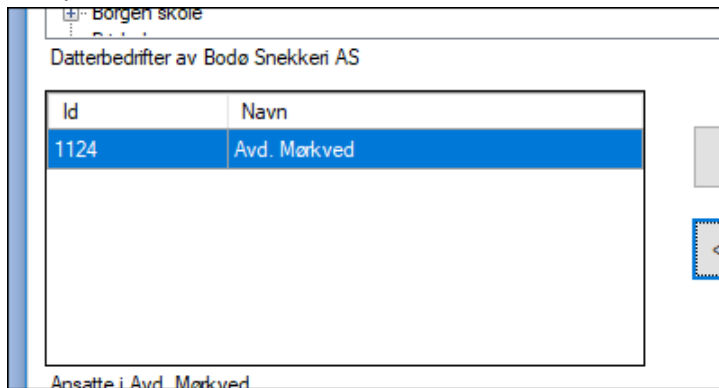 Borgen skole
Datterbedrifter av Bodø Snekkeri AS
Id Navn
1124 Avd. Mørkved
<
Ansatte i Avd. Mørkved